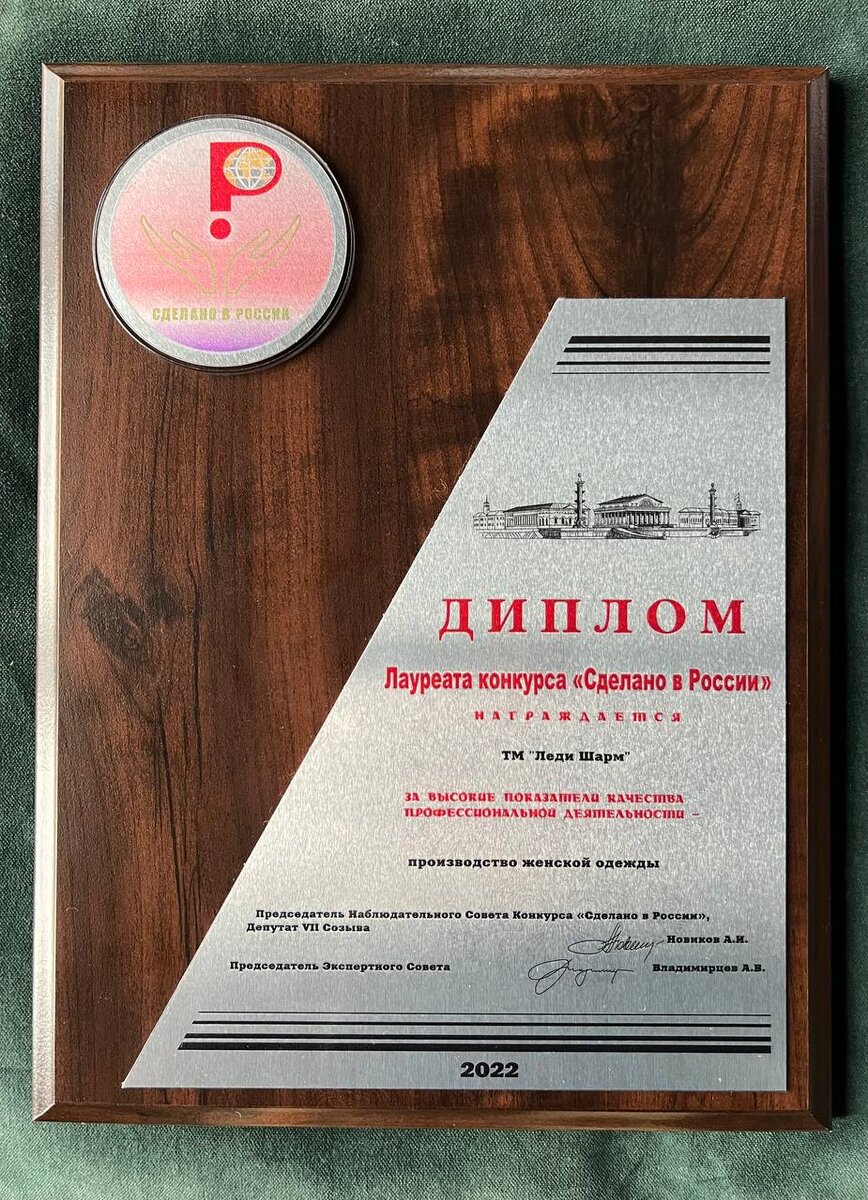 СДЕЛАНО В РОССИИ
ДИПЛОМ
Лауреата конкурса «Сделано в России»
НАГРАЖДАЕТСЯ
ТМ "Леди Шарм"
ЗА ВЫСОКИЕ ПОКАЗАТЕЛИ КАЧЕСТВА
ПРОФЕССИОНАЛЬНОЙ ДЕЯТЕЛЬНОСТИ –
производство женской одежды
Председатель Наблюдательного Совета Конкурса «Сделано в России»,
Депутат VII Созыва
Новиков А.И.
Председатель Экспертного Совета Владимирцев А.В.
2022